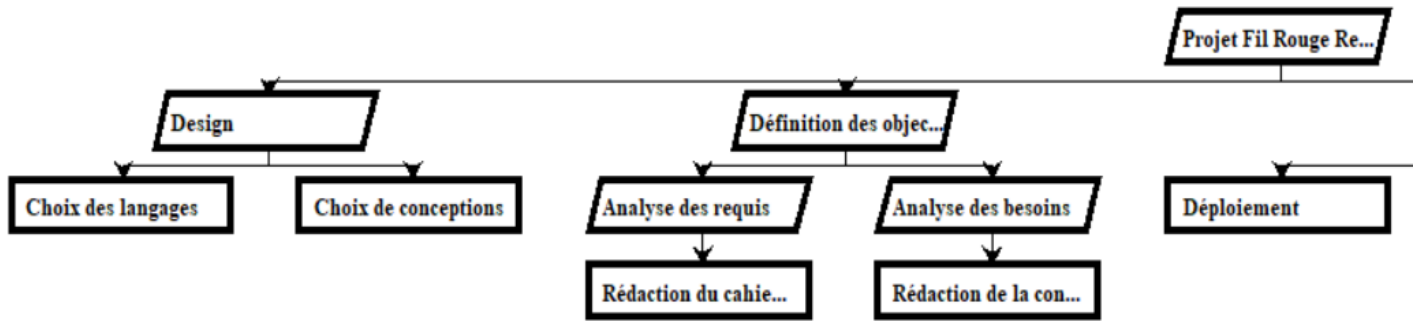 Projet Fil Rouge Re...
Design
Définition des objec...
Choix des langages
Choix de conceptions
Analyse des requis
Analyse des besoins
Déploiement
Rédaction du cahie...
Rédaction de la con...